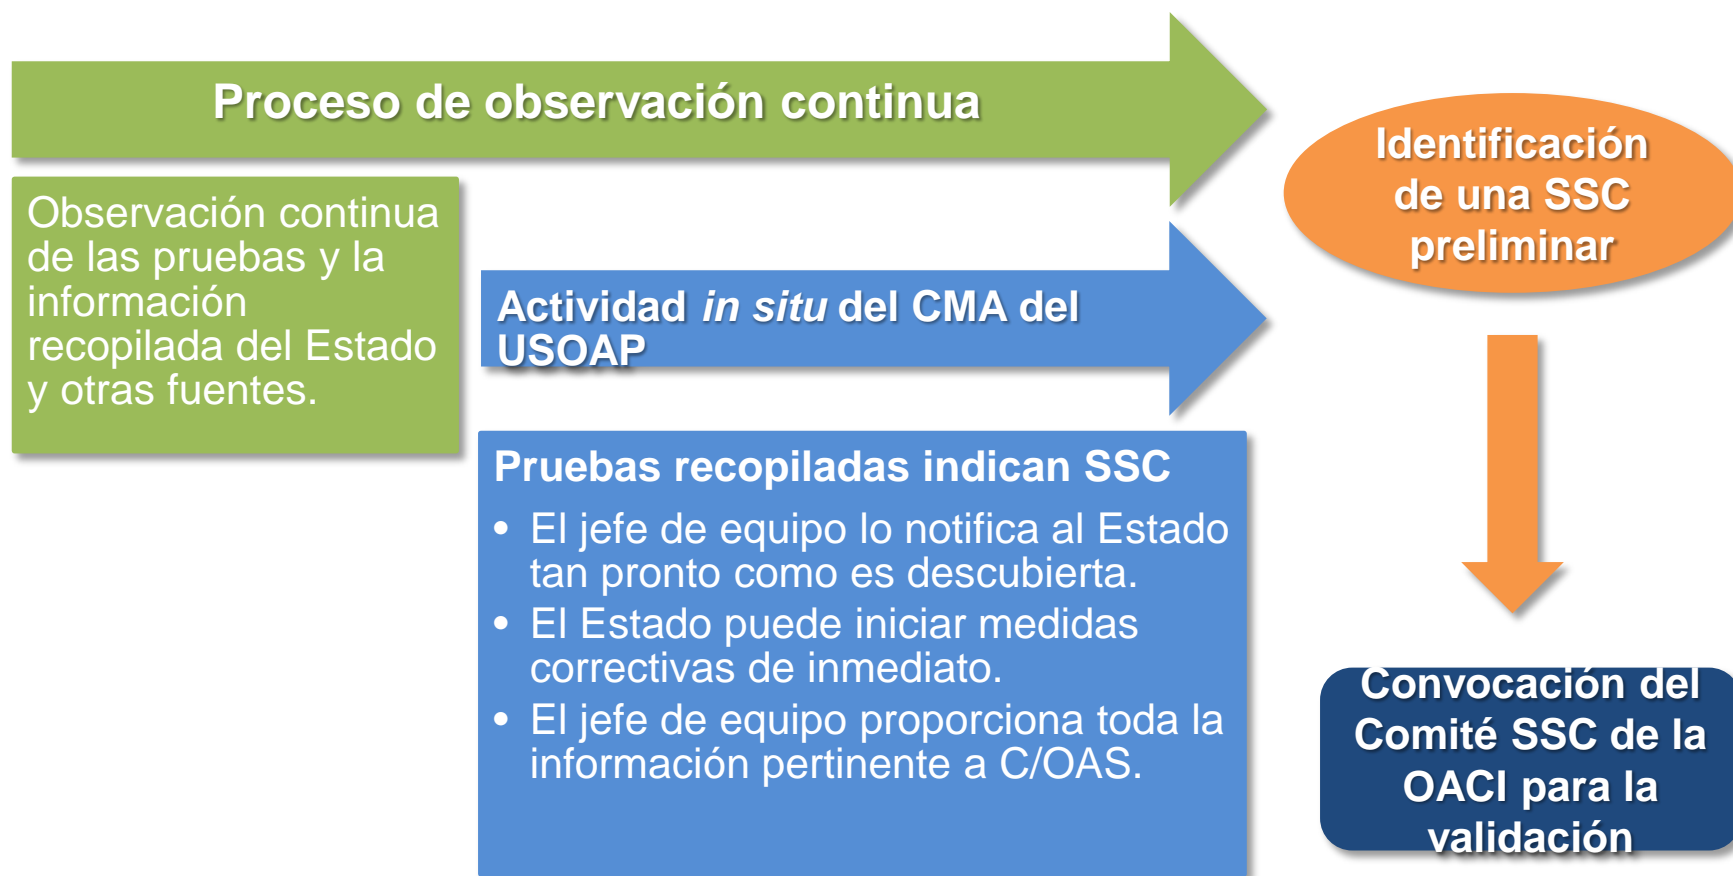 Proceso de observación continua
Observación continua
de las pruebas y la
información
recopilada del Estado
y otras fuentes.
Actividad in situ del CMA del
USOAP
Pruebas recopiladas indican SSC
• El jefe de equipo lo notifica al Estado
tan pronto como es descubierta.
• El Estado puede iniciar medidas
correctivas de inmediato.
• El jefe de equipo proporciona toda la
información pertinente a C/OAS.
Identificación
de una SSC
preliminar
Convocación del
Comité SSC de la
OACI para la
validación